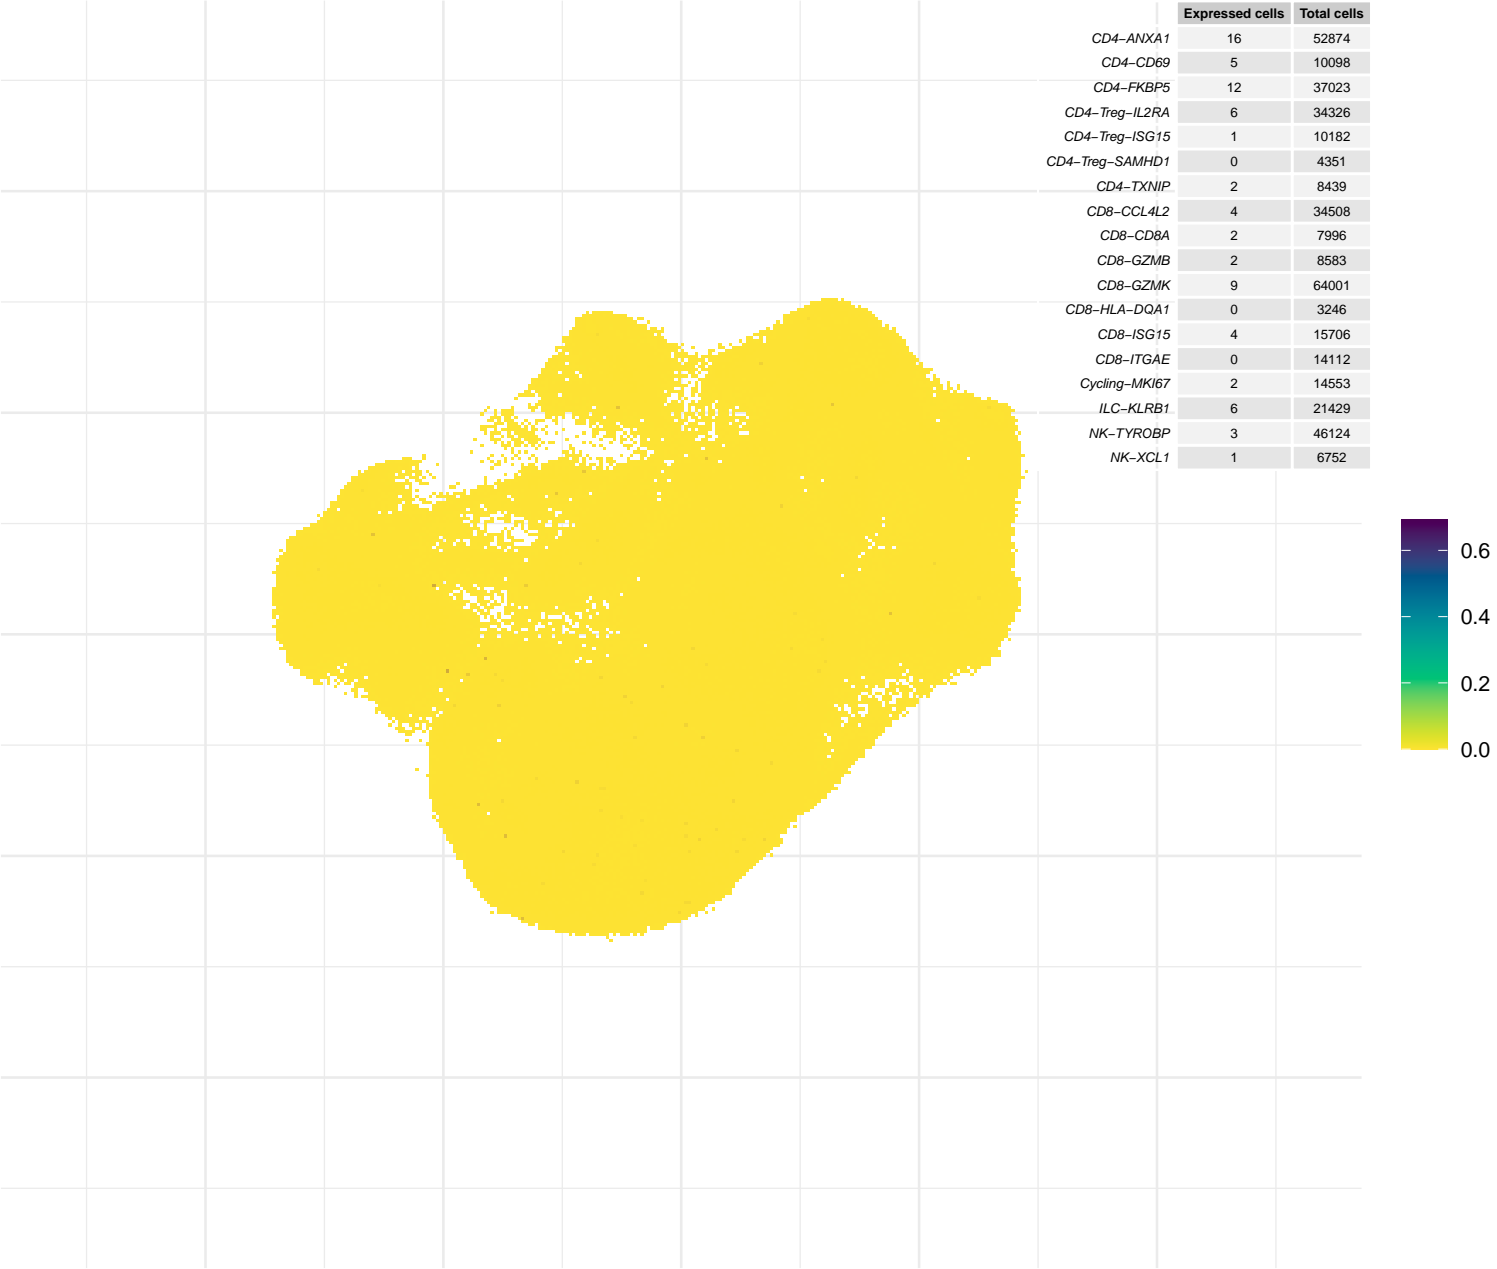 Expressed cells Total cells
CD4−ANXA1 16 52874
CD4−CD69 5 10098
CD4−FKBP5 12 37023
CD4−Treg−IL2RA 6 34326
CD4−Treg−ISG15 1 10182
CD4−Treg−SAMHD1 0 4351
CD4−TXNIP 2 8439
CD8−CCL4L2 4 34508
CD8−CD8A 2 7996
CD8−GZMB 2 8583
CD8−GZMK 9 64001
CD8−HLA−DQA1 0 3246
CD8−ISG15 4 15706
CD8−ITGAE 0 14112
Cycling−MKI67 2 14553
ILC−KLRB1 6 21429
NK−TYROBP 3 46124
NK−XCL1 1 6752
0.6
0.4
0.2
0.0